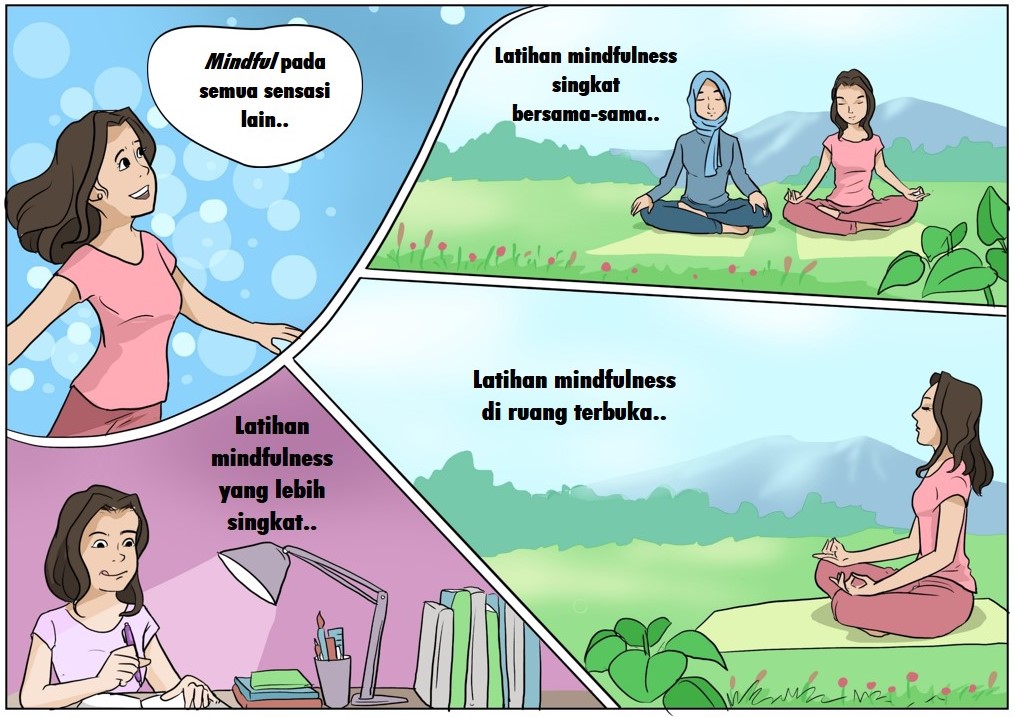 Mindful pada
semua sensasi
lain..
Latihan mindfulness
singkat
bersama-sama..
Latihan
mindfulness
yang lebih
singkat..
Latihan mindfulness
di ruang terbuka..